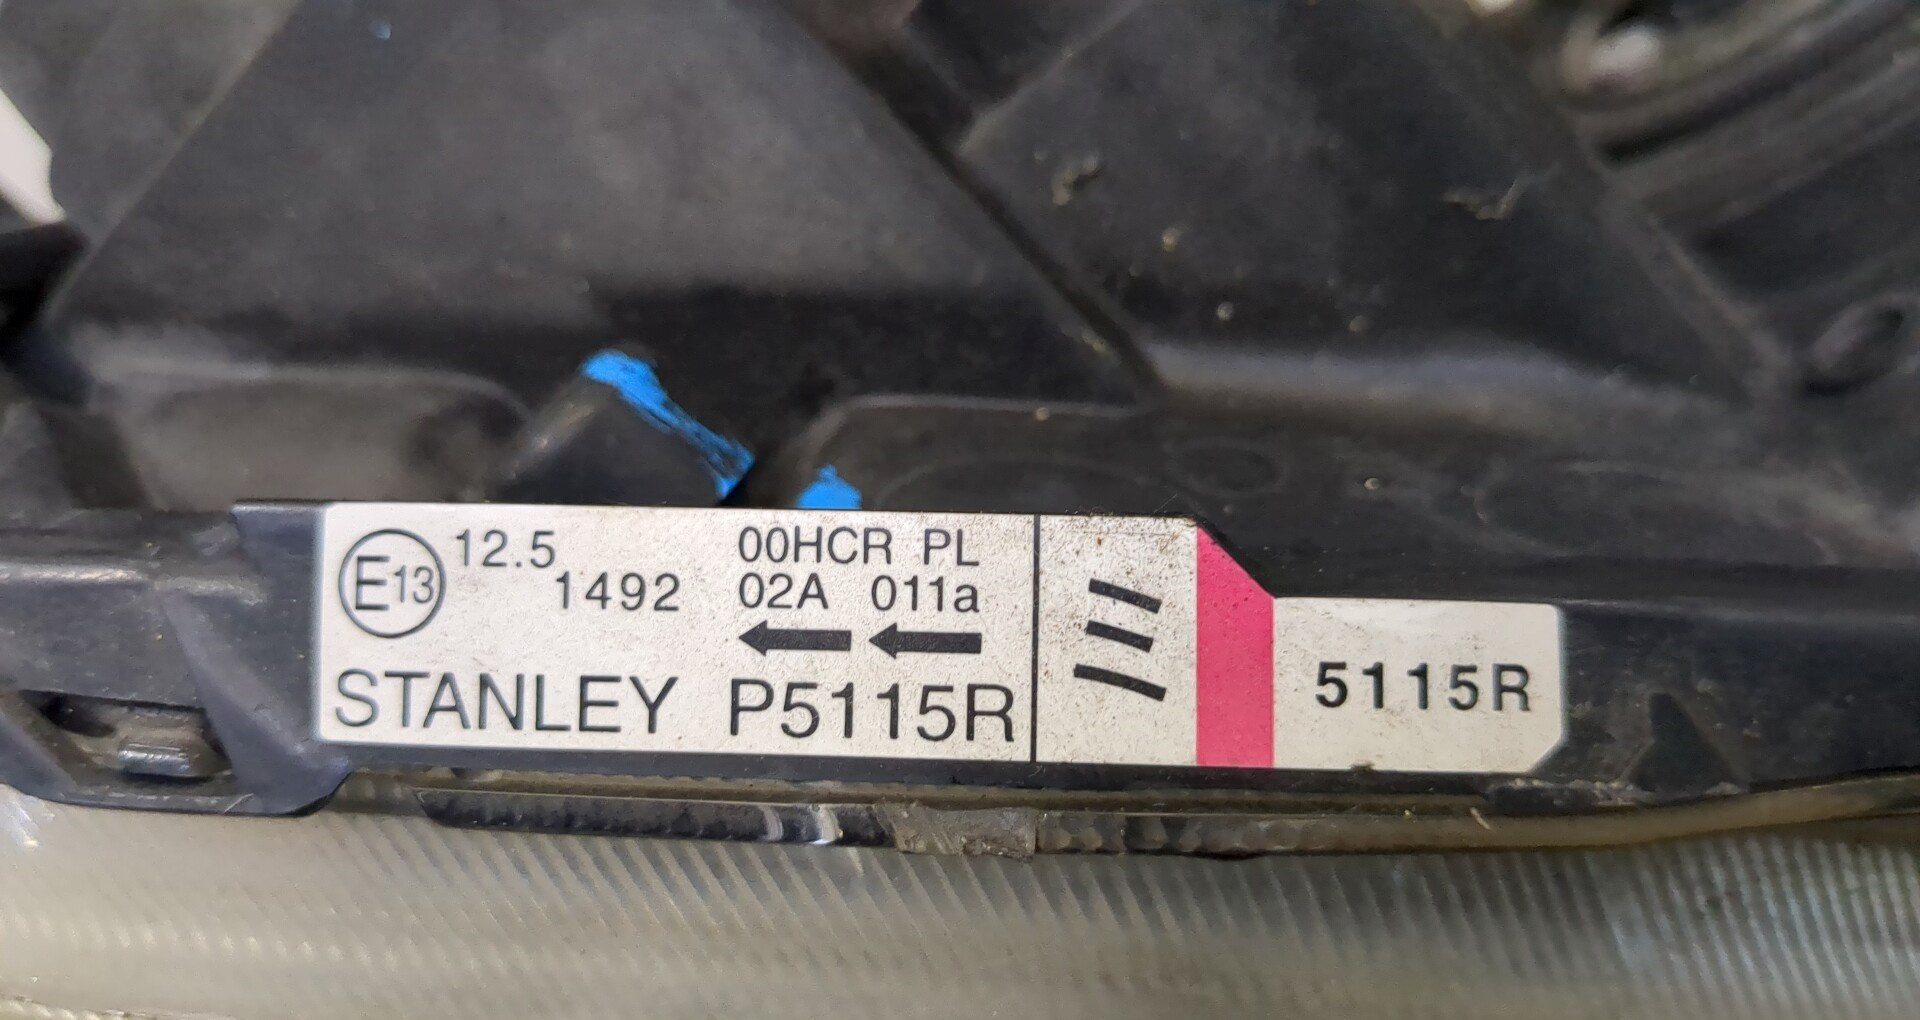 E13 12.5 00HCR PL
1492 02A 011a
STANLEY P5115R
5115R